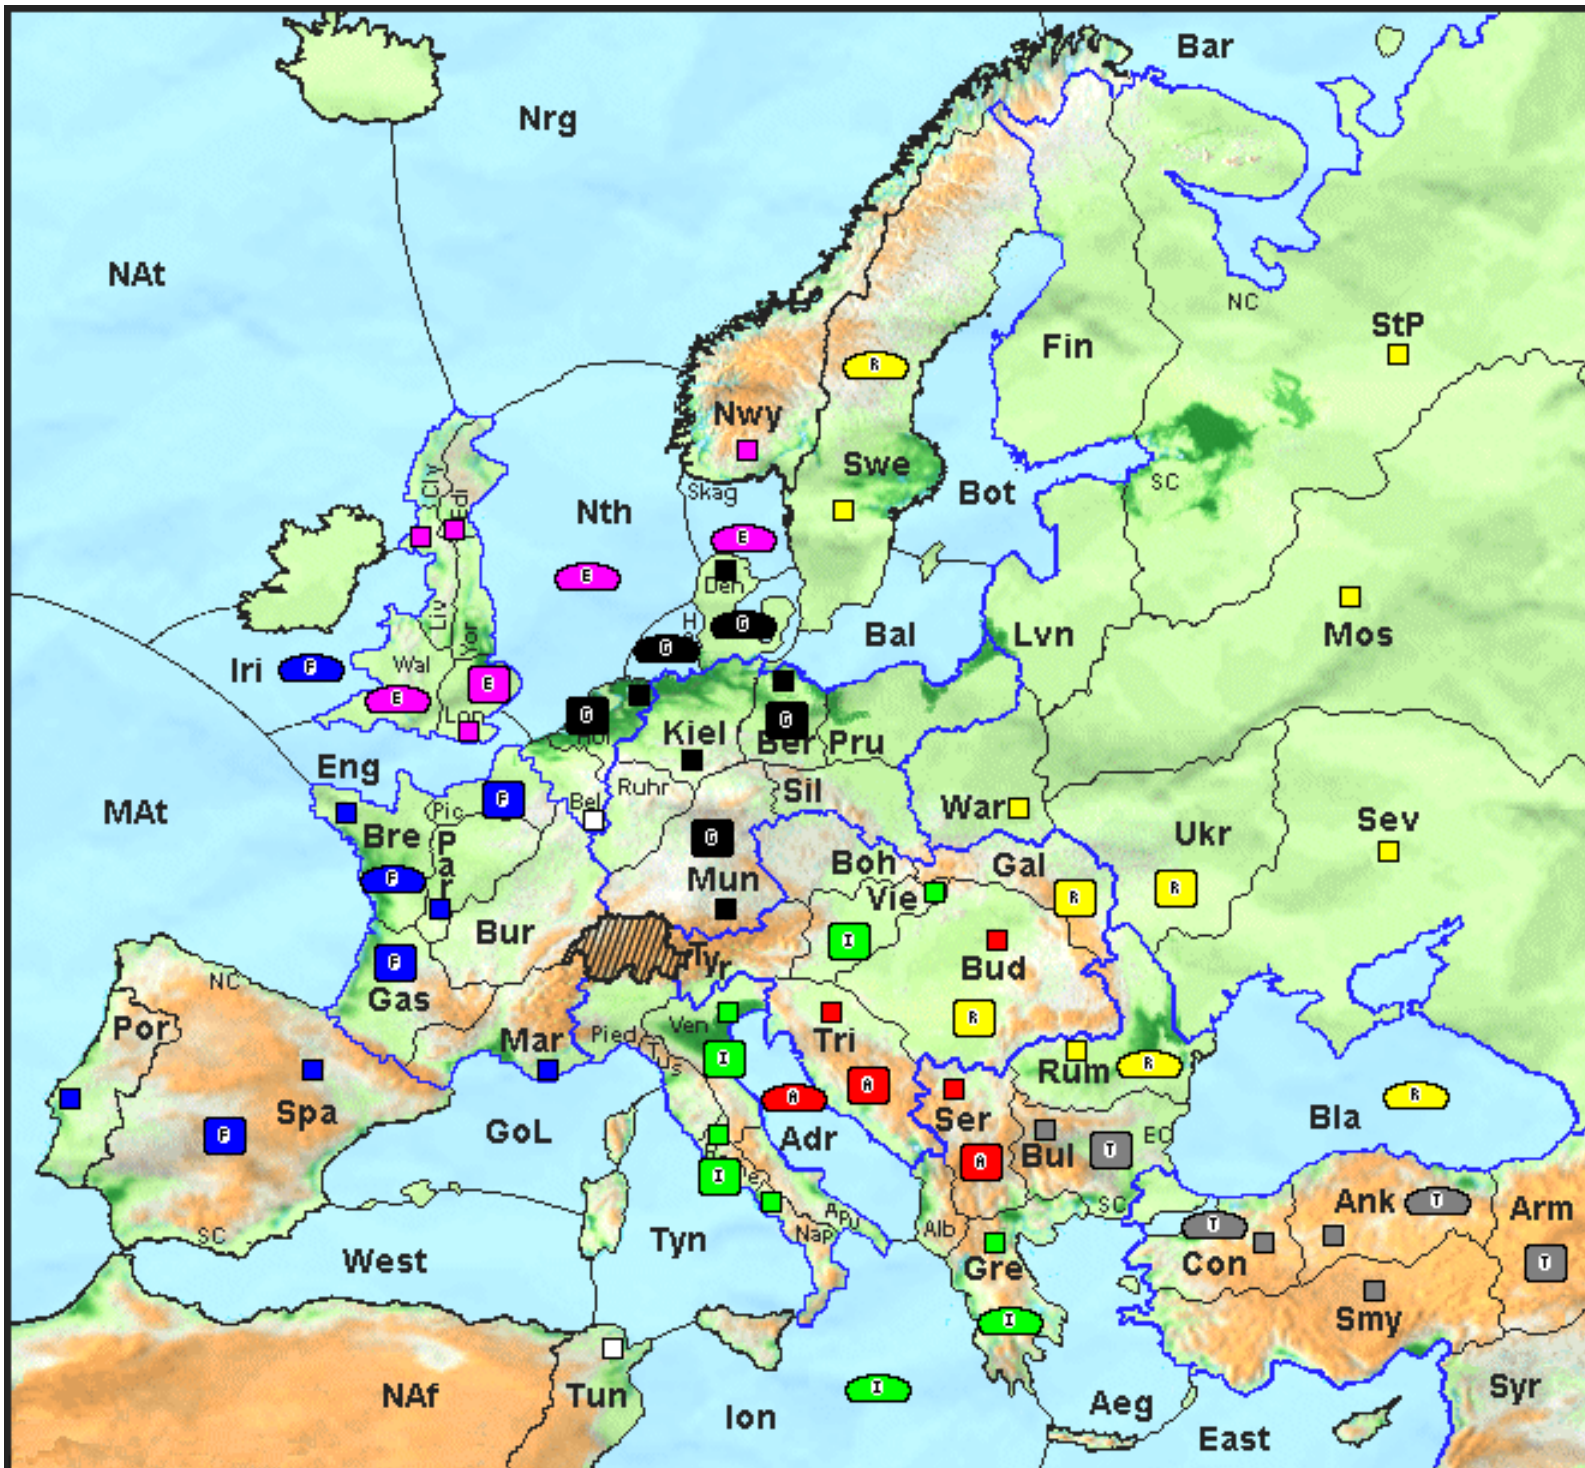 Bar
Nrg
NAt
NC
StP
Fin
R
Nwy
Swe
Cly
Edi
Skag
Bot
SC
Nth
E
E
Den
H
G
Mos
Lvn
Bal
Liv
Yor
Wal
Iri
F
G
E
E
Lon
G
Hol
Kiel
G
Ber
Pru
Eng
Ruhr
Sil
F
Pic
Bel
War
MAt
Bre
Par
G
Boh
Gal
Ukr
Sev
Mun
Vie
F
R
R
Bur
I
Bud
Tyr
F
NC
Gas
Por
Ven
R
Mar
Pied
Tus
Tri
I
Rum
R
A
A
R
Spa
GoL
Adr
Ser
Bla
F
Bul
T
EC
A
I
Apu
Ank
T
Arm
SC
Nap
Alb
SC
T
West
Tyn
Gre
Con
T
Smy
I
NAf
Tun
I
Ion
Aeg
Syr
East